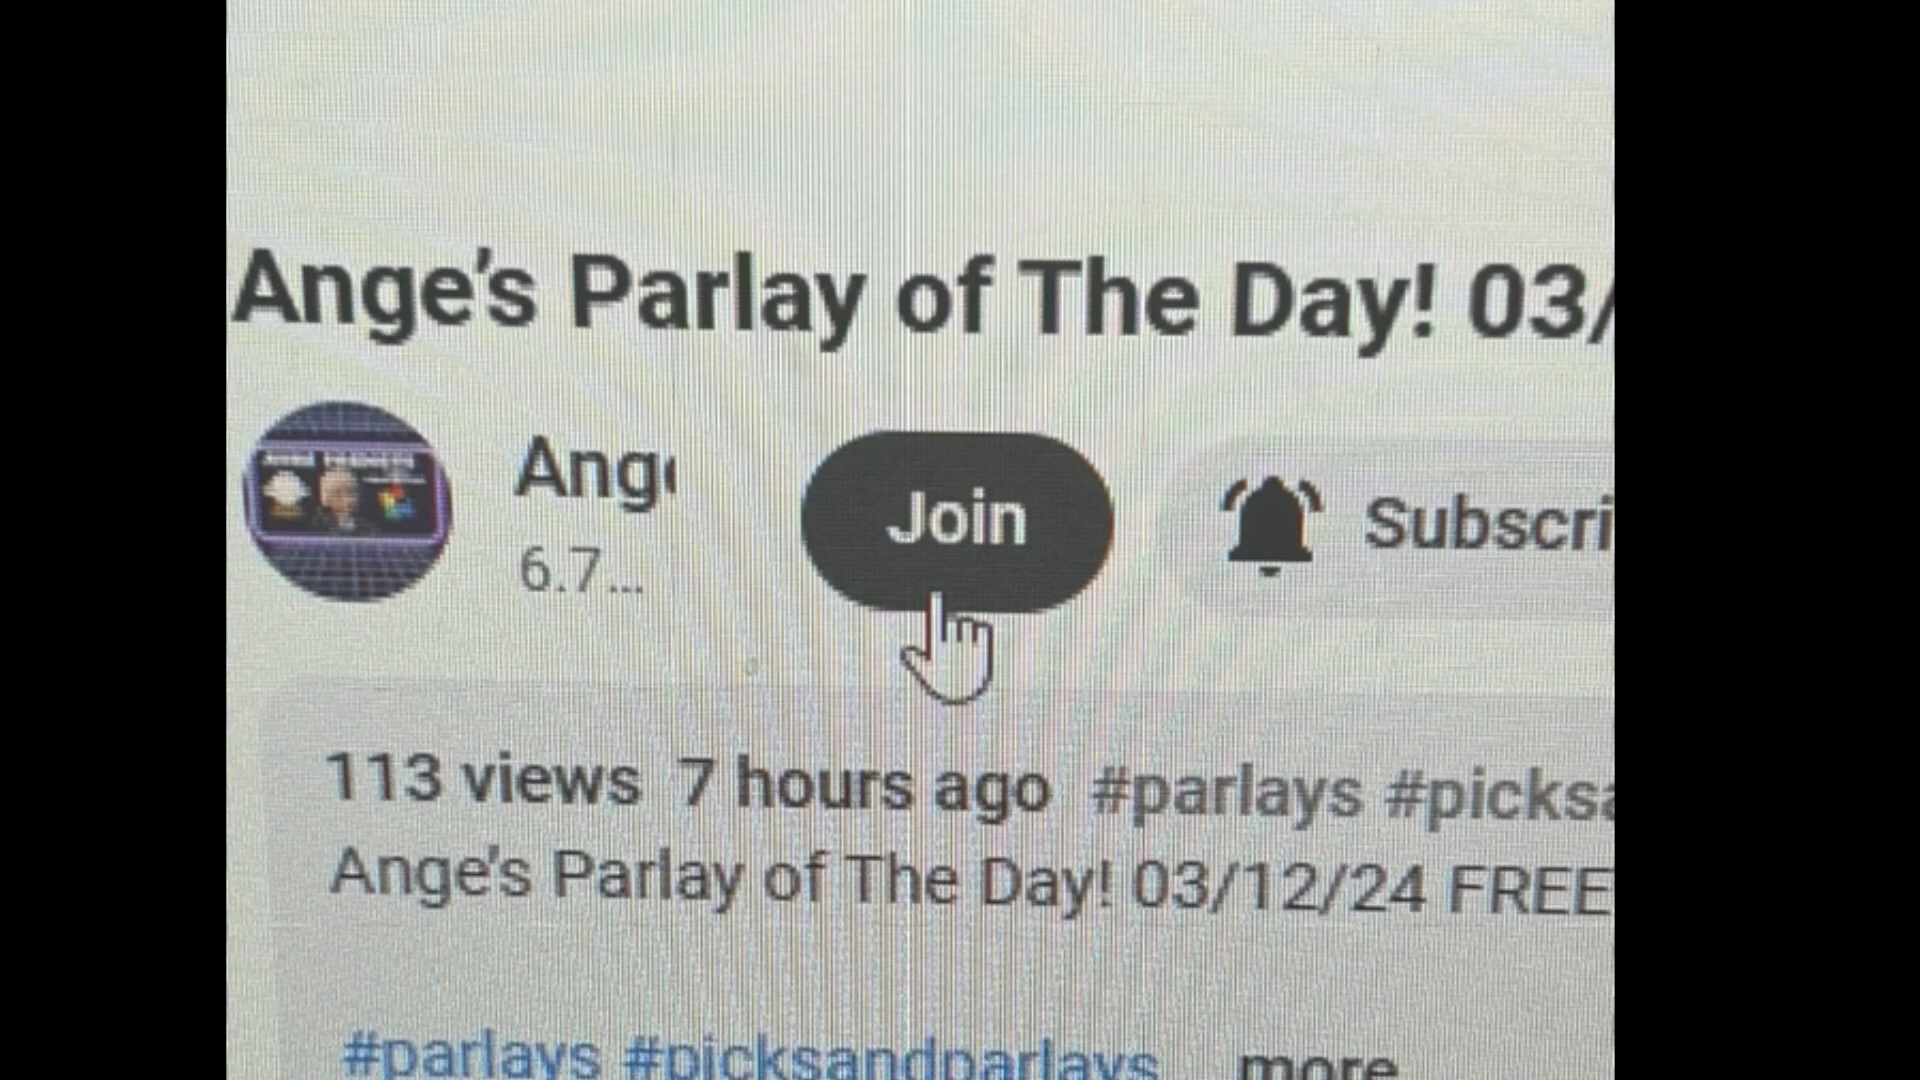 Ange's Parlay of The Day! 03/
Ang
6.7...
Join
Subscri
113 views 7 hours ago #parlays #picksa
Ange's Parlay of The Day! 03/12/24 FREE
#parlays #picksandparlays more